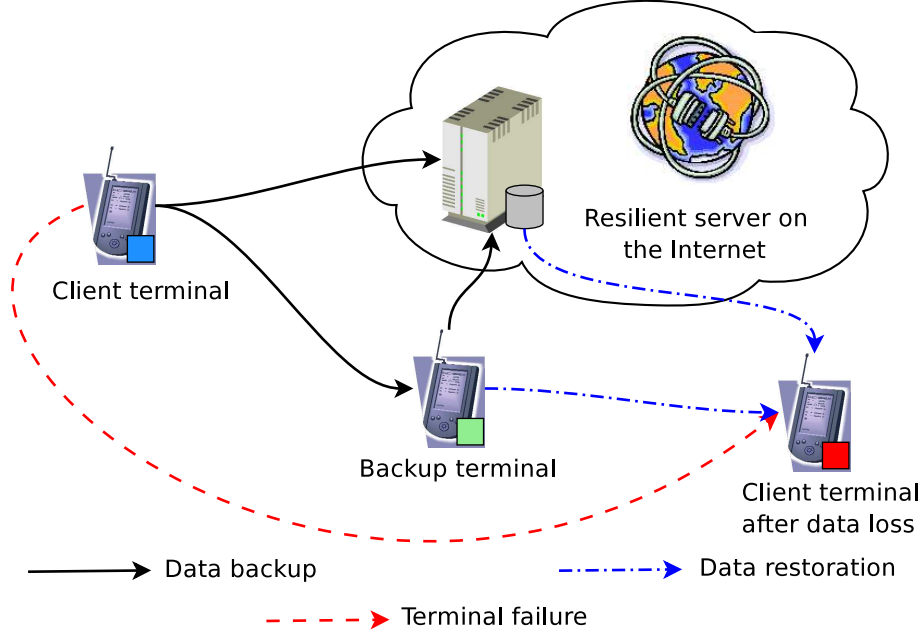 Resilient server on
the Internet
Client terminal
Backup terminal
Client terminal
after data loss
Data backup
Data restoration
Terminal failure